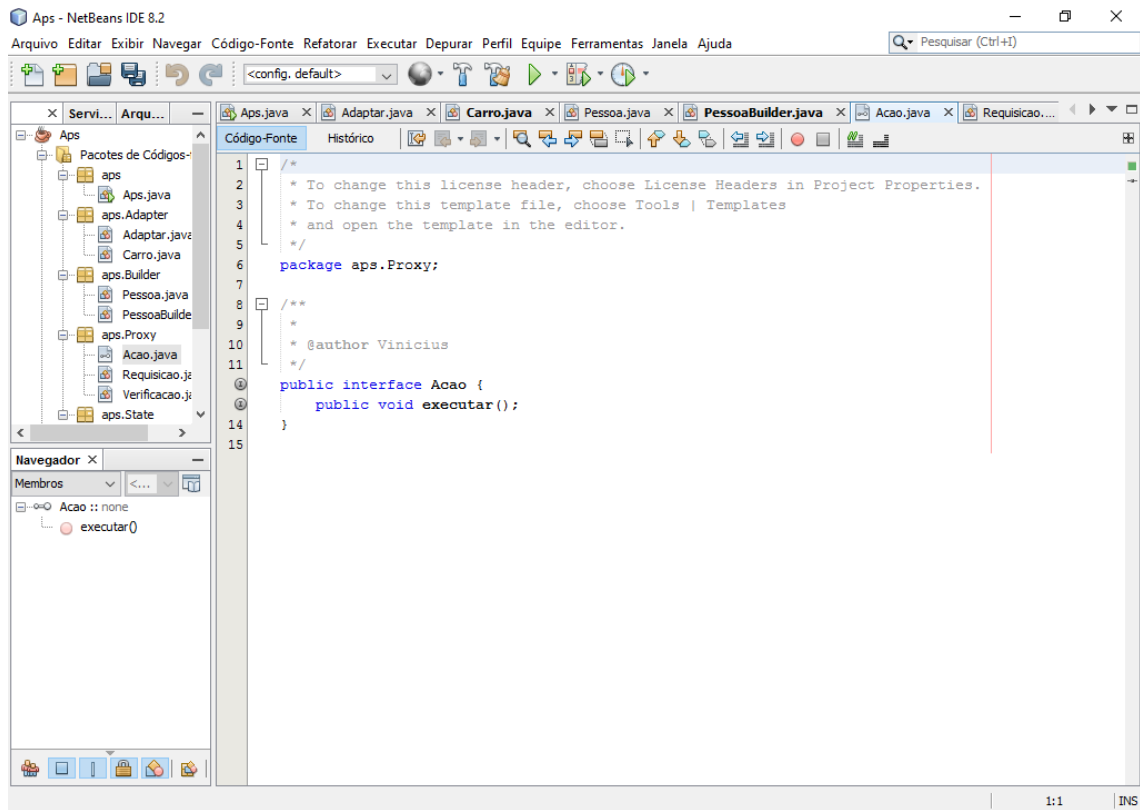 Aps - NetBeans IDE 8.2
Arquivo Editar Exibir Navegar Código-Fonte Refatorar Executar Depurar Perfil Equipe Ferramentas Janela Ajuda
Pesquisar (Ctrl+I)
<config. default>
Servi... Arqu...
Aps.java Adaptar.java Carro.java Pessoa.java PessoaBuilder.java Acao.java Requisicao....
Aps
Pacotes de Códigos-
aps
Aps.java
aps.Adapter
Adaptar.java
Carro.java
aps.Builder
Pessoa.java
PessoaBuilde
aps.Proxy
Acao.java
Requisicao.ja
Verificacao.ja
aps.State
Código-Fonte Histórico
1 /*
2 * To change this license header, choose License Headers in Project Properties.
3 * To change this template file, choose Tools | Templates
4 * and open the template in the editor.
5 */
6 package aps.Proxy;
7
8 /**
9 *
10 * @author Vinicius
11 */
public interface Acao {
public void executar();
14 }
15
Navegador
Membros <...
Acao :: none
executar()
1:1 INS